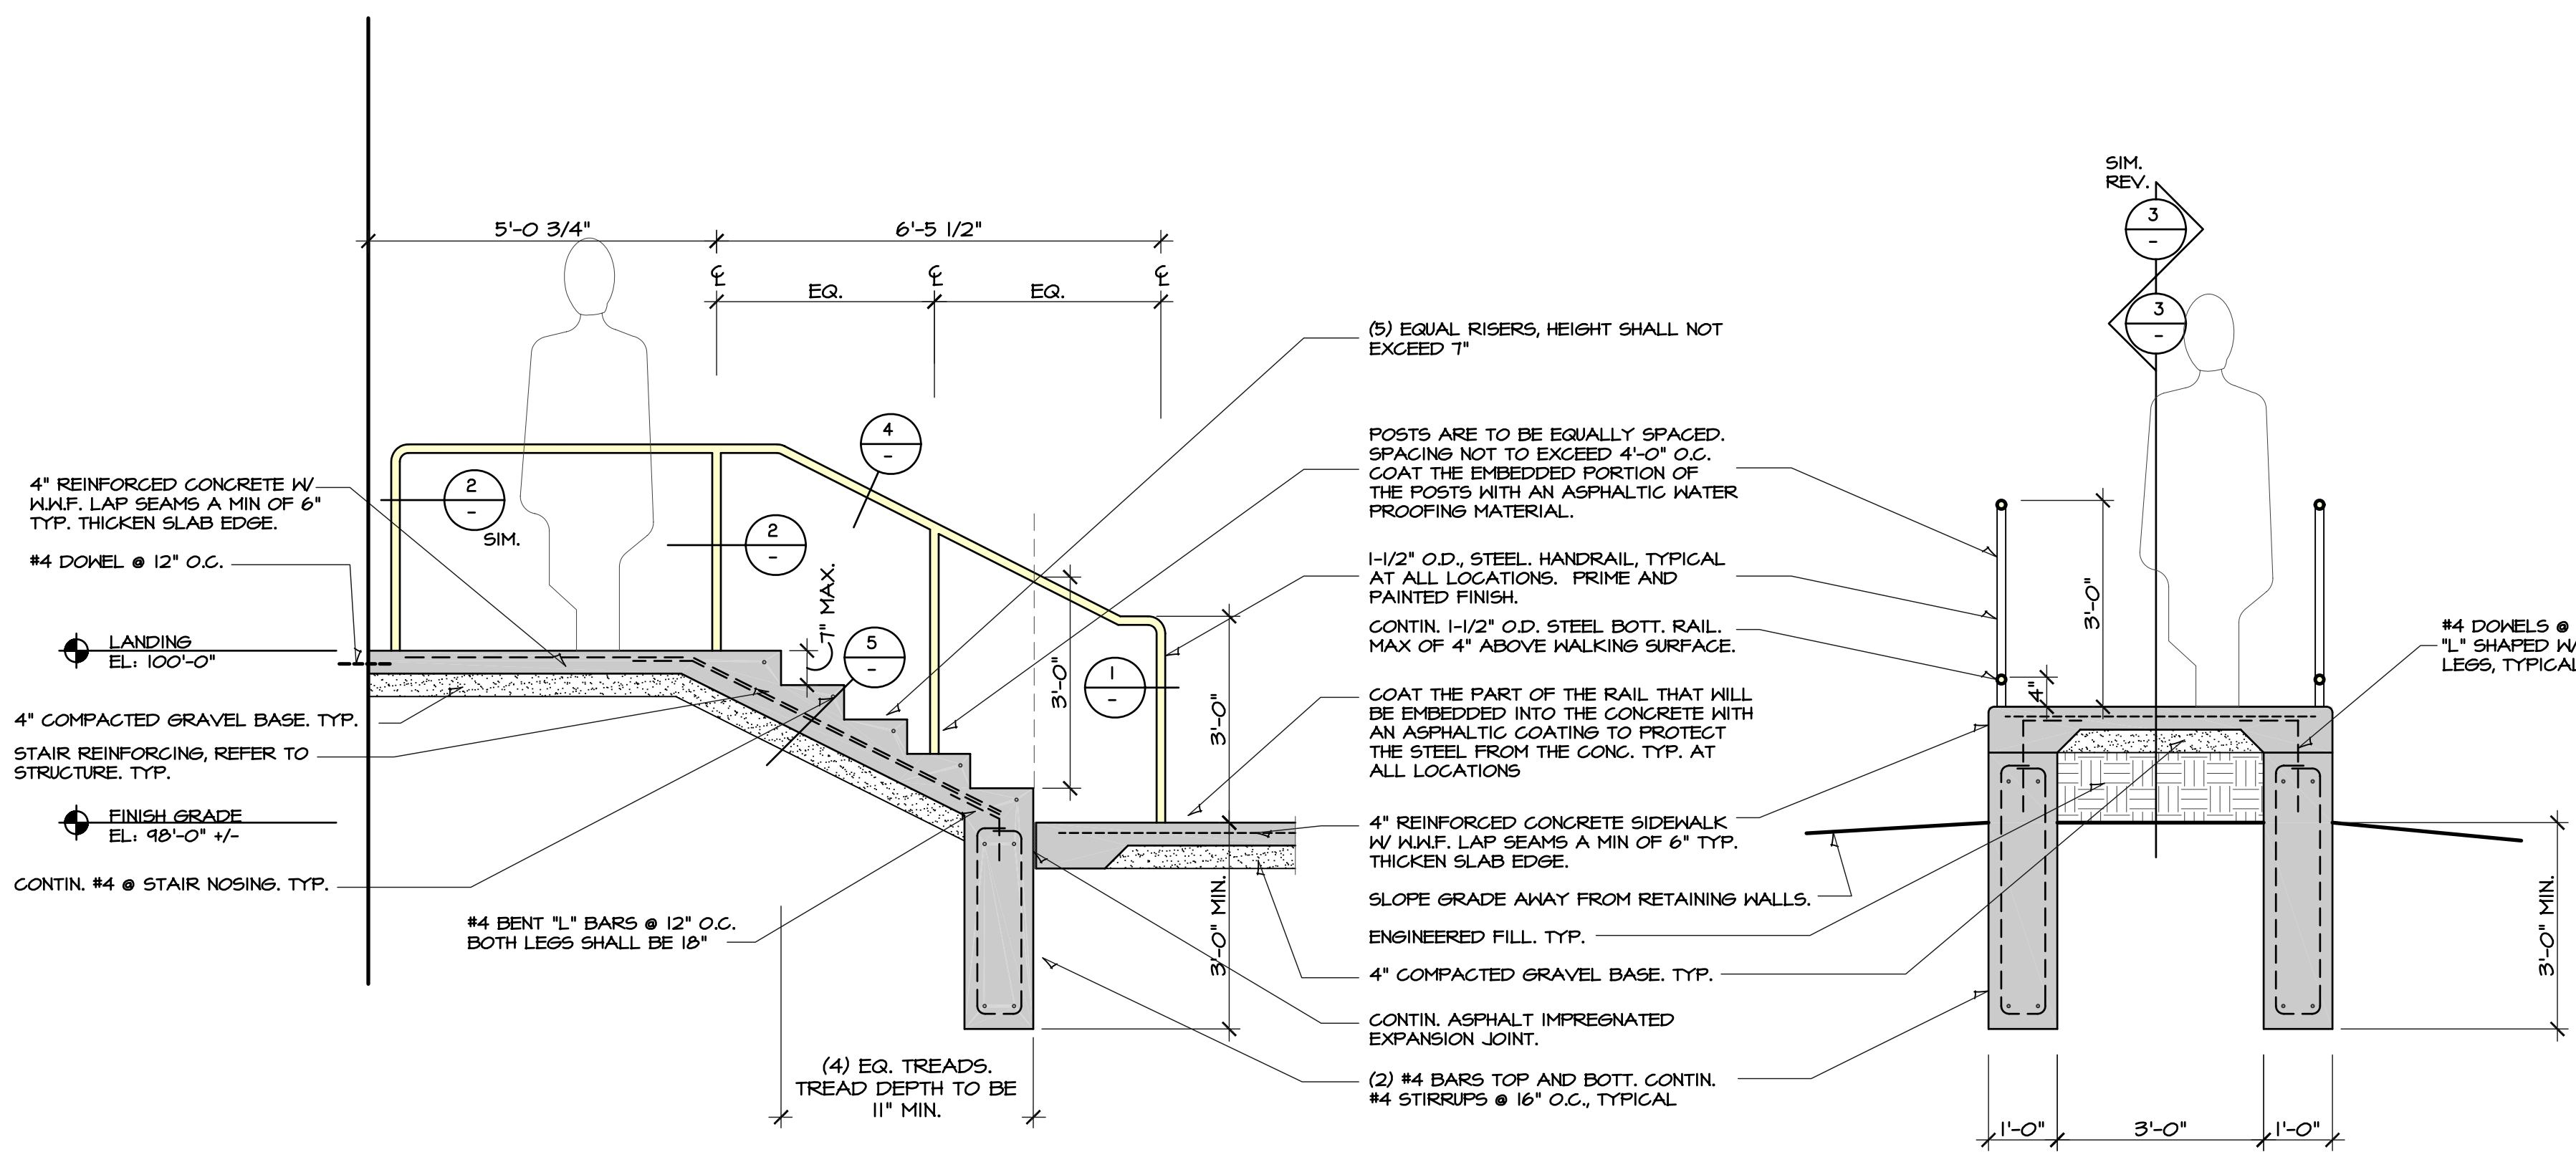 5'-0 3/4"
6'-5 1/2"
℄
℄
℄
EQ.
EQ.
4
-
2
-
SIM.
2
-
7" MAX.
5
-
1
-
3'-0"
3'-0"
3'-0" MIN.
4" REINFORCED CONCRETE W/
W.W.F. LAP SEAMS A MIN OF 6"
TYP. THICKEN SLAB EDGE.
#4 DOWEL @ 12" O.C.
LANDING
EL: 100'-0"
4" COMPACTED GRAVEL BASE. TYP.
STAIR REINFORCING, REFER TO
STRUCTURE. TYP.
FINISH GRADE
EL: 98'-0" +/-
CONTIN. #4 @ STAIR NOSING. TYP.
#4 BENT "L" BARS @ 12" O.C.
BOTH LEGS SHALL BE 18"
(4) EQ. TREADS.
TREAD DEPTH TO BE
11" MIN.
(5) EQUAL RISERS, HEIGHT SHALL NOT
EXCEED 7"
POSTS ARE TO BE EQUALLY SPACED.
SPACING NOT TO EXCEED 4'-0" O.C.
COAT THE EMBEDDED PORTION OF
THE POSTS WITH AN ASPHALTIC WATER
PROOFING MATERIAL.
1-1/2" O.D., STEEL. HANDRAIL, TYPICAL
AT ALL LOCATIONS. PRIME AND
PAINTED FINISH.
CONTIN. 1-1/2" O.D. STEEL BOTT. RAIL.
MAX OF 4" ABOVE WALKING SURFACE.
COAT THE PART OF THE RAIL THAT WILL
BE EMBEDDED INTO THE CONCRETE WITH
AN ASPHALTIC COATING TO PROTECT
THE STEEL FROM THE CONC. TYP. AT
ALL LOCATIONS
4" REINFORCED CONCRETE SIDEWALK
W/ W.W.F. LAP SEAMS A MIN OF 6" TYP.
THICKEN SLAB EDGE.
SLOPE GRADE AWAY FROM RETAINING WALLS.
ENGINEERED FILL. TYP.
4" COMPACTED GRAVEL BASE. TYP.
CONTIN. ASPHALT IMPREGNATED
EXPANSION JOINT.
(2) #4 BARS TOP AND BOTT. CONTIN.
#4 STIRRUPS @ 16" O.C., TYPICAL
SIM.
REV.
3
-
3
-
3'-0"
4"
#4 DOWELS @
"L" SHAPED W/
LEGS, TYPICAL
3'-0" MIN.
1'-0"
3'-0"
1'-0"